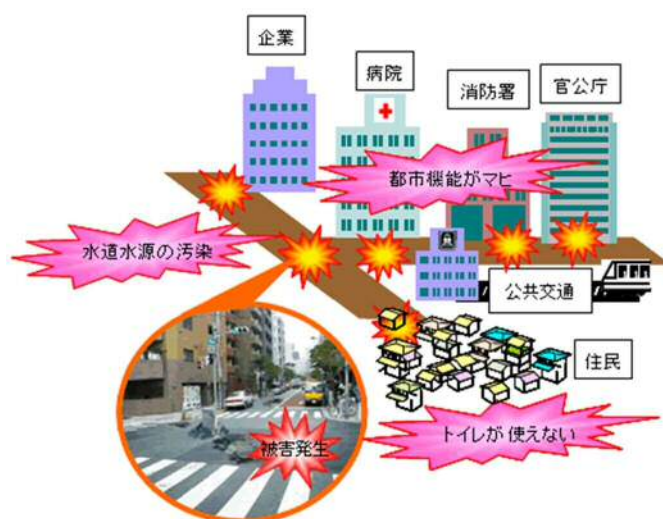 企業
病院
消防署
官公庁
都市機能がマヒ
水道水源の汚染
公共交通
住民
被害発生
トイレが使えない